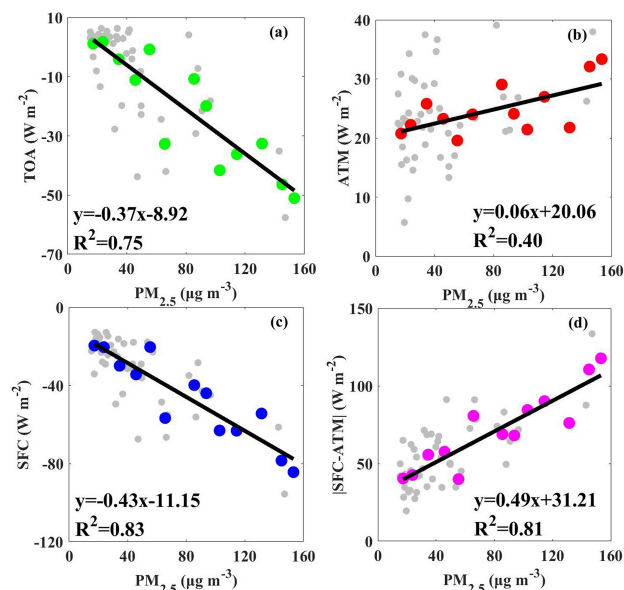 (a)
10
-10
-30
-50
-70
TOA (W m⁻²)
y=-0.37x-8.92
R²=0.75
0 40 80 120 160
PM₂.₅ (µg m⁻³)
(b)
40
30
20
10
0
ATM (W m⁻²)
y=0.06x+20.06
R²=0.40
0 40 80 120 160
PM₂.₅ (µg m⁻³)
(c)
0
-40
-80
-120
SFC (W m⁻²)
y=-0.43x-11.15
R²=0.83
0 40 80 120 160
PM₂.₅ (µg m⁻³)
(d)
150
100
50
0
|SFC-ATM| (W m⁻²)
y=0.49x+31.21
R²=0.81
0 40 80 120 160
PM₂.₅ (µg m⁻³)